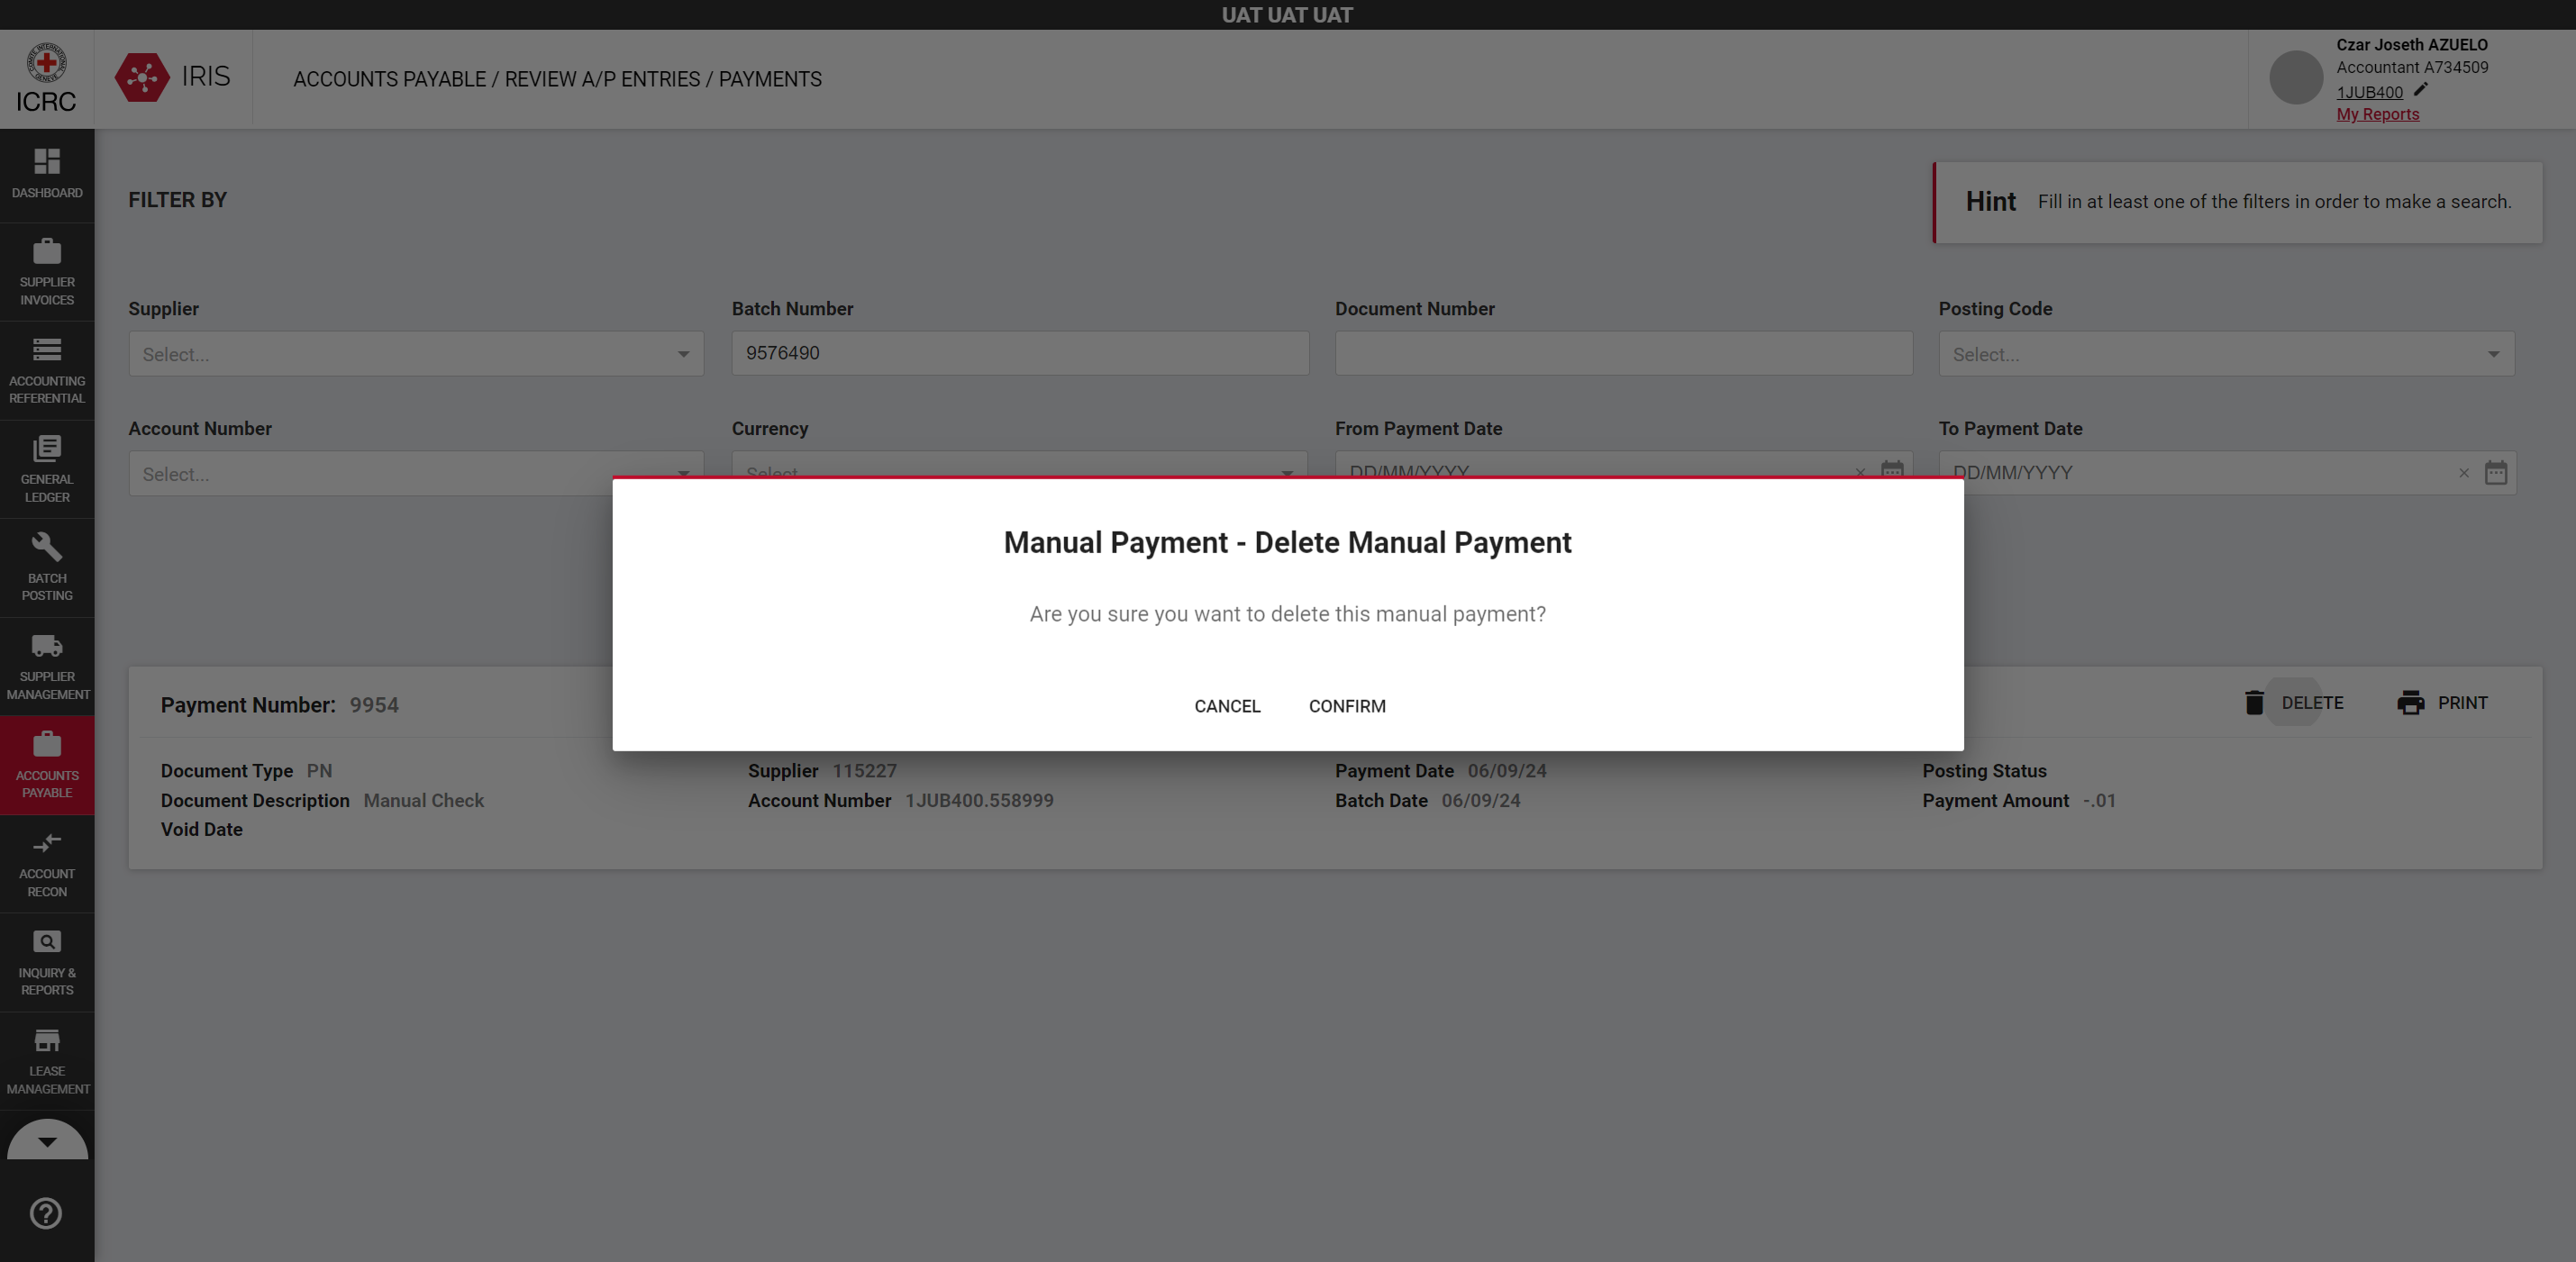 UAT UAT UAT
ICRC
IRIS
ACCOUNTS PAYABLE / REVIEW A/P ENTRIES / PAYMENTS
Czar Joseth AZUELO
Accountant A734509
1JUB400
My Reports
DASHBOARD
SUPPLIER
INVOICES
ACCOUNTING
REFERENTIAL
GENERAL
LEDGER
BATCH
POSTING
SUPPLIER
MANAGEMENT
ACCOUNTS
PAYABLE
ACCOUNT
RECON
INQUIRY &
REPORTS
LEASE
MANAGEMENT
FILTER BY
Hint Fill in at least one of the filters in order to make a search.
Supplier Batch Number Document Number Posting Code
Select... 9576490 Select...
Account Number Currency From Payment Date To Payment Date
Select... Select... DD/MM/YYYY DD/MM/YYYY
Manual Payment - Delete Manual Payment
Are you sure you want to delete this manual payment?
CANCEL CONFIRM
Payment Number: 9954 DELETE PRINT
Document Type PN Supplier 115227 Payment Date 06/09/24 Posting Status
Document Description Manual Check Account Number 1JUB400.558999 Batch Date 06/09/24 Payment Amount -.01
Void Date